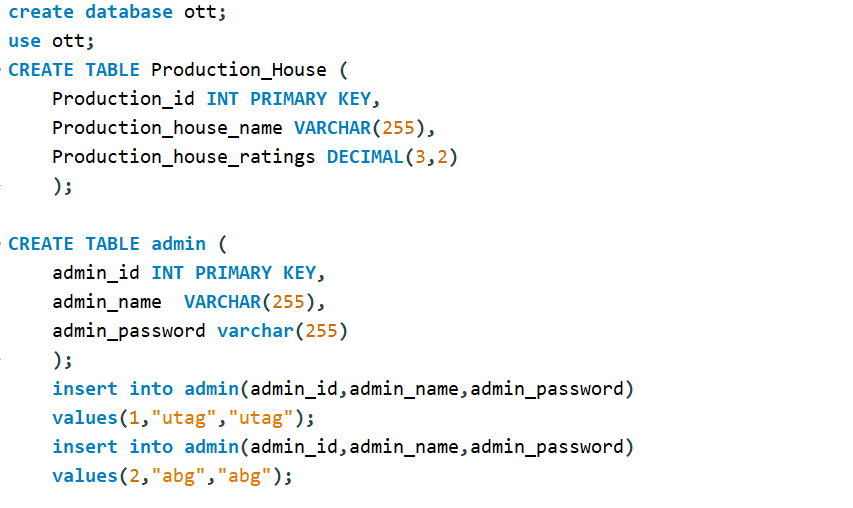 create database ott;
use ott;
CREATE TABLE Production_House (
Production_id INT PRIMARY KEY,
Production_house_name VARCHAR(255),
Production_house_ratings DECIMAL(3,2)
);
CREATE TABLE admin (
admin_id INT PRIMARY KEY,
admin_name  VARCHAR(255),
admin_password varchar(255)
);
insert into admin(admin_id,admin_name,admin_password)
values(1,"utag","utag");
insert into admin(admin_id,admin_name,admin_password)
values(2,"abg","abg");